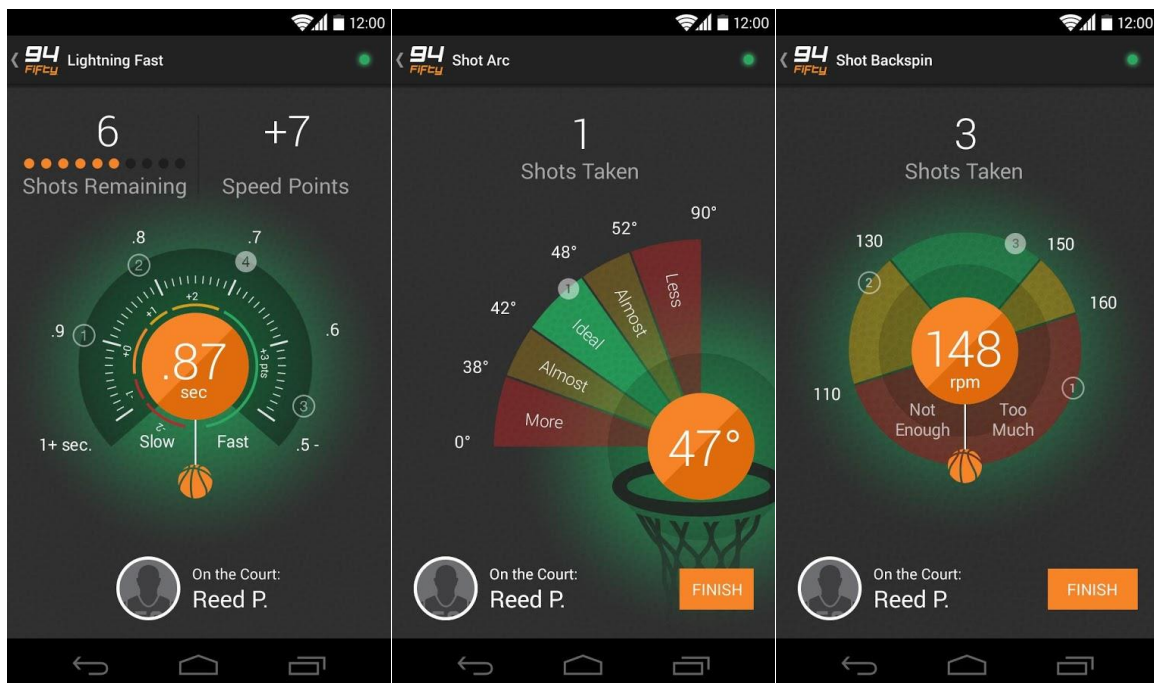 12:00
94
FIFTY
Lightning Fast
6
Shots Remaining
+7
Speed Points
.8
.7
2
4
.9
1
.6
+2
+1
+0
-1
-2
+3 pts
.87
sec
3
1+ sec.
Slow
Fast
.5 -
On the Court:
Reed P.
12:00
94
FIFTY
Shot Arc
1
Shots Taken
90°
52°
48°
42°
38°
0°
1
Less
Almost
Ideal
Almost
More
47°
On the Court:
Reed P.
FINISH
12:00
94
FIFTY
Shot Backspin
3
Shots Taken
130
3
150
2
160
148
rpm
110
1
Not
Enough
Too
Much
On the Court:
Reed P.
FINISH